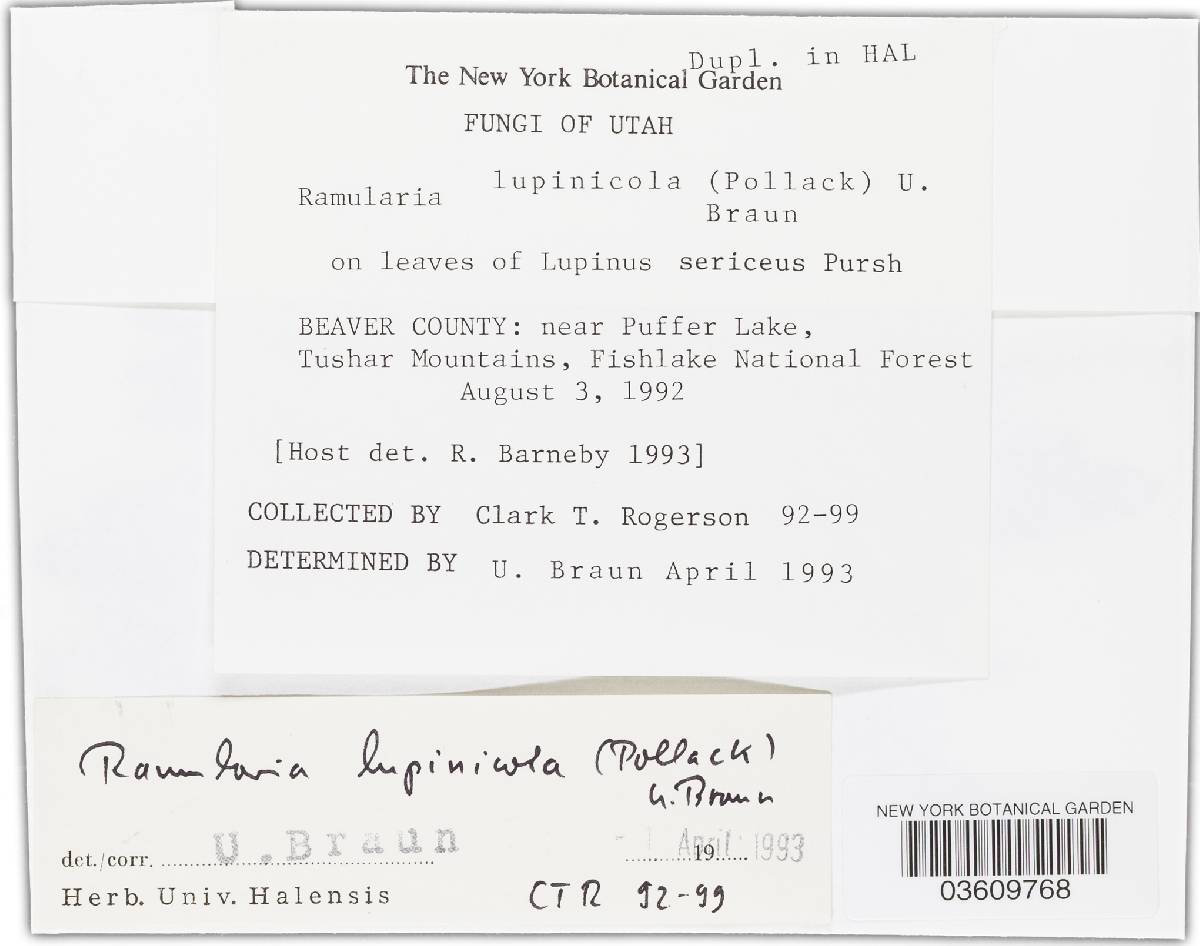 Dupl. in HAL
The New York Botanical Garden
FUNGI OF UTAH
Ramularia lupinicola (Pollack) U.
Braun
on leaves of Lupinus sericeus Pursh
BEAVER COUNTY: near Puffer Lake,
Tushar Mountains, Fishlake National Forest
August 3, 1992
[Host det. R. Barneby 1993]
COLLECTED BY Clark T. Rogerson 92-99
DETERMINED BY U. Braun April 1993
Ramularia lupinicola (Pollack)
U. Braun
det./corr. U. Braun April 19 1993
Herb. Univ. Halensis CTR 92-99
NEW YORK BOTANICAL GARDEN
03609768